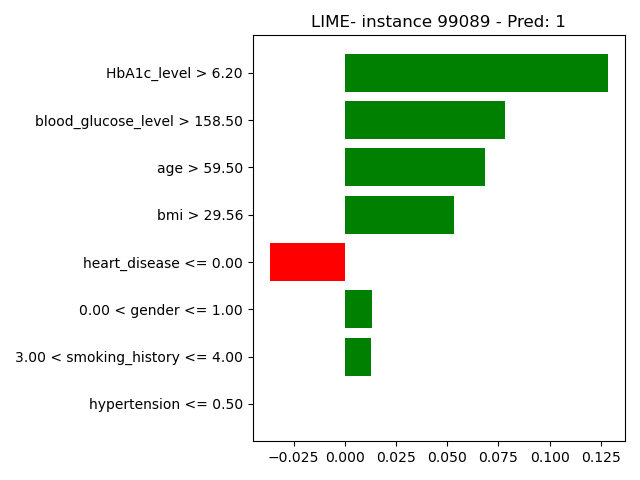 LIME- instance 99089 - Pred: 1
HbA1c_level > 6.20
blood_glucose_level > 158.50
age > 59.50
bmi > 29.56
heart_disease <= 0.00
0.00 < gender <= 1.00
3.00 < smoking_history <= 4.00
hypertension <= 0.50
−0.025 0.000 0.025 0.050 0.075 0.100 0.125